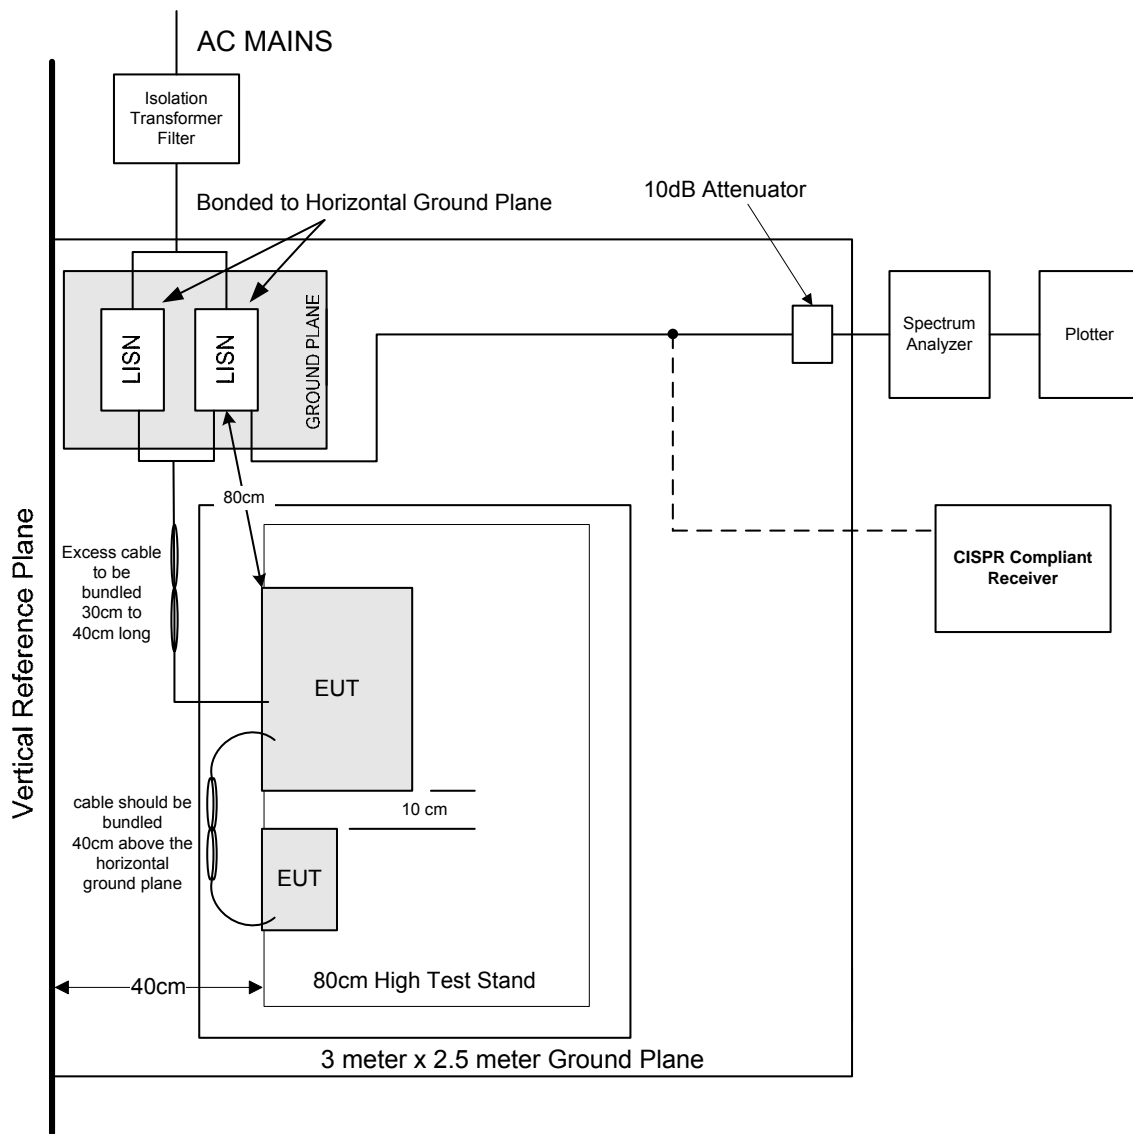 AC MAINS
Isolation
Transformer
Filter
Bonded to Horizontal Ground Plane
10dB Attenuator
LISN
LISN
GROUND PLANE
Spectrum
Analyzer
Plotter
80cm
Vertical Reference Plane
Excess cable
to be
bundled
30cm to
40cm long
CISPR Compliant
Receiver
EUT
10 cm
cable should be
bundled
40cm above the
horizontal
ground plane
EUT
40cm
80cm High Test Stand
3 meter x 2.5 meter Ground Plane